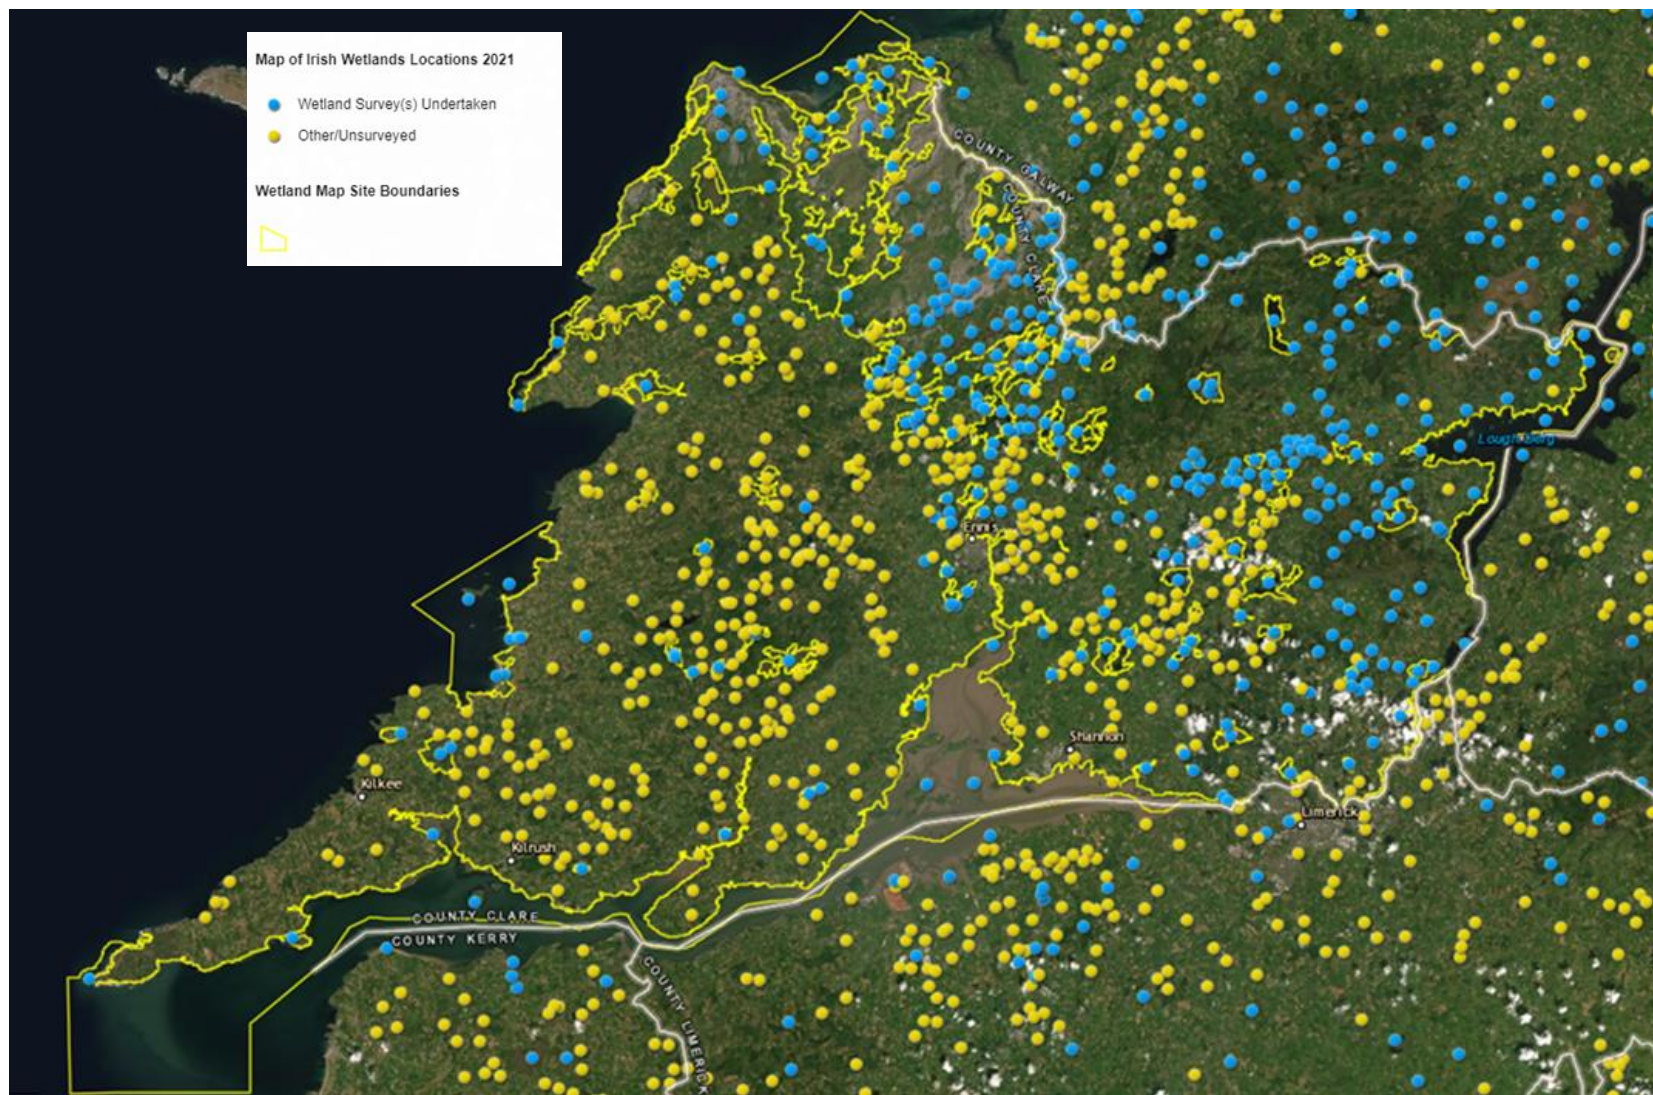 Map of Irish Wetlands Locations 2021
Wetland Survey(s) Undertaken
Other/Unsurveyed
Wetland Map Site Boundaries
COUNTY GALWAY
COUNTY CLARE
Lough Derg
Ennis
Shannon
Kilkee
Limerick
Kilrush
COUNTY CLARE
COUNTY KERRY
COUNTY LIMERICK